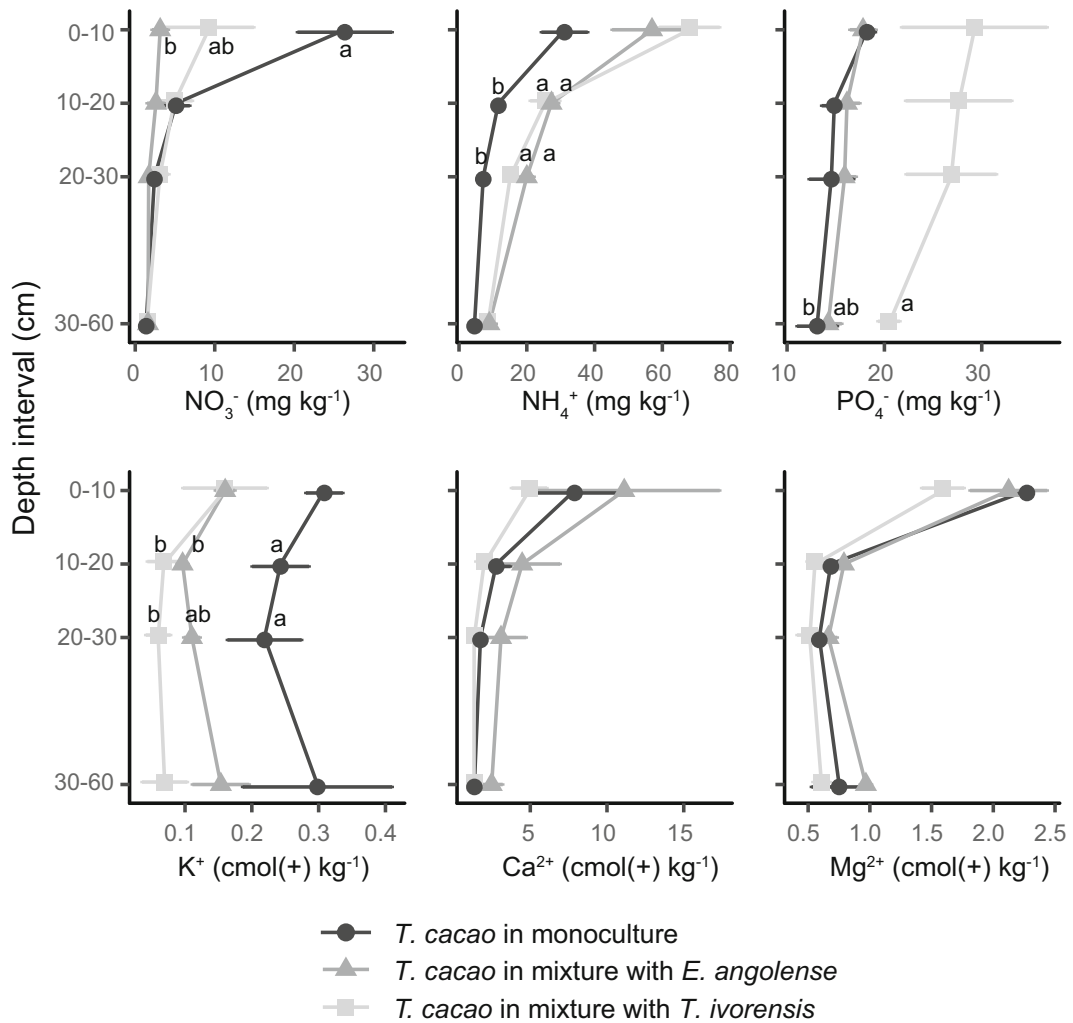 Depth interval (cm)
0-10
10-20
20-30
30-60
b
ab
a
0
10
20
30
NO₃⁻ (mg kg⁻¹)
b
a
a
b
a
a
0
20
40
60
80
NH₄⁺ (mg kg⁻¹)
b
ab
a
10
20
30
PO₄⁻ (mg kg⁻¹)
0-10
10-20
20-30
30-60
b
b
a
b
ab
a
0.1
0.2
0.3
0.4
K⁺ (cmol(+) kg⁻¹)
5
10
15
Ca²⁺ (cmol(+) kg⁻¹)
0.5
1.0
1.5
2.0
2.5
Mg²⁺ (cmol(+) kg⁻¹)
T. cacao in monoculture
T. cacao in mixture with E. angolense
T. cacao in mixture with T. ivorensis